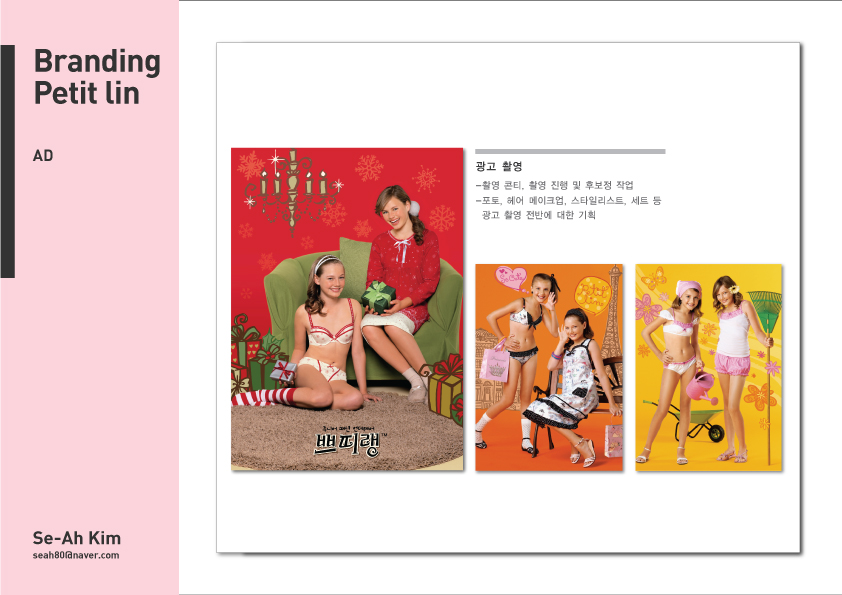 Branding
Petit lin
AD
광고 촬영
-촬영 콘티, 촬영 진행 및 후보정 작업
-포토, 헤어 메이크업, 스타일리스트, 세트 등
광고 촬영 전반에 대한 기획
쁘띠랭™
Se-Ah Kim
seah80@naver.com